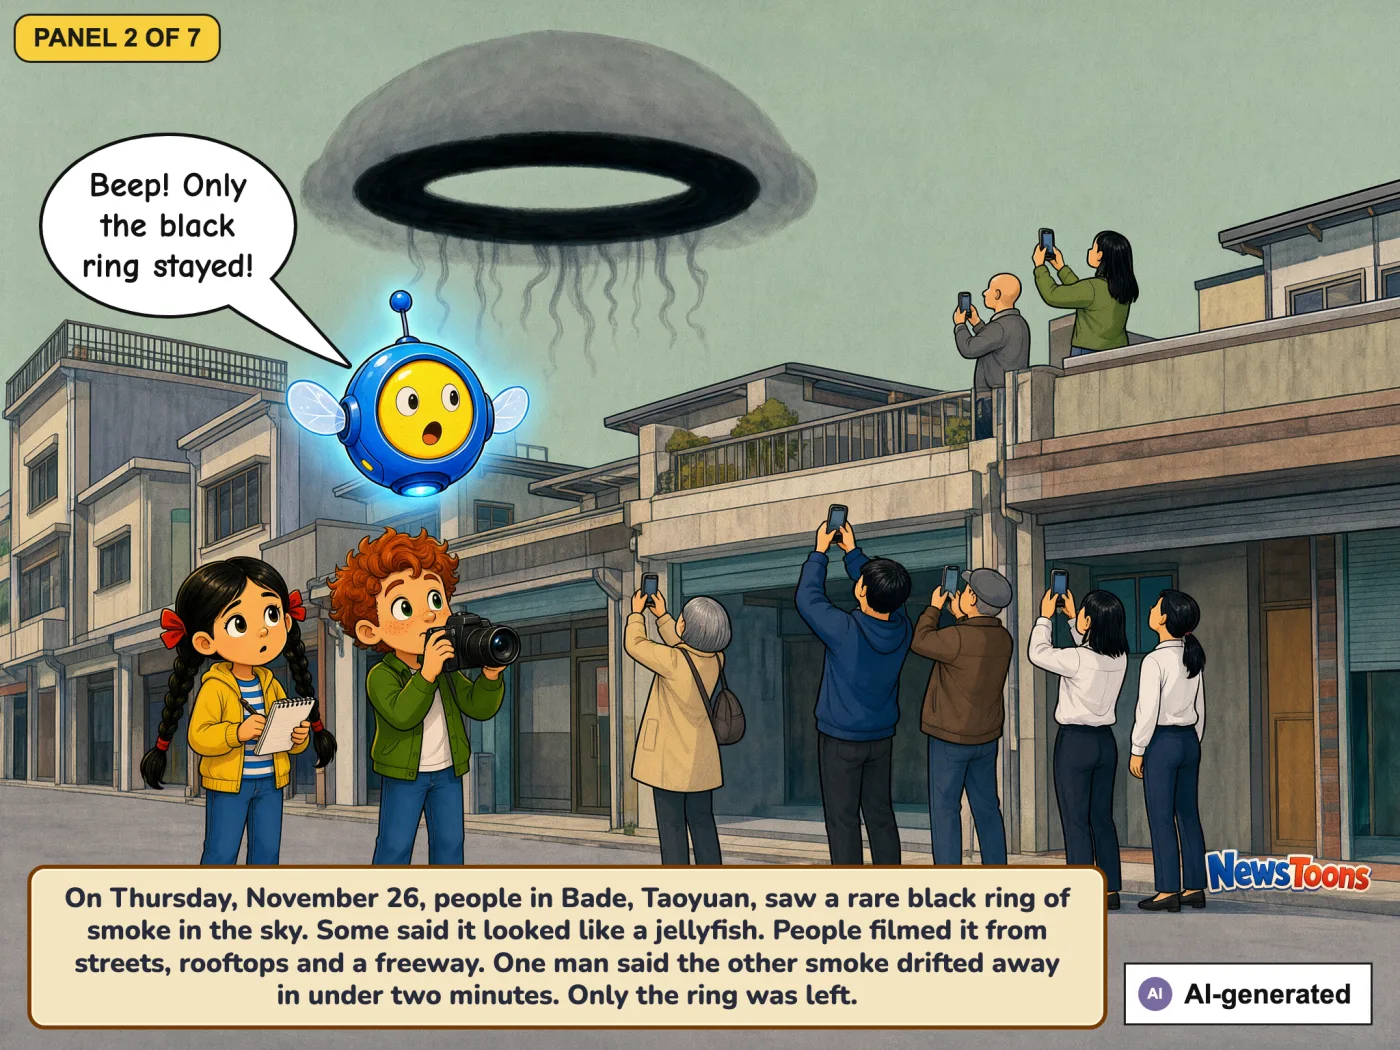 PANEL 2 OF 7
Beep! Only
the black
ring stayed!
On Thursday, November 26, people in Bade, Taoyuan, saw a rare black ring of
smoke in the sky. Some said it looked like a jellyfish. People filmed it from
streets, rooftops and a freeway. One man said the other smoke drifted away
in under two minutes. Only the ring was left.
NewsToons
AI AI-generated